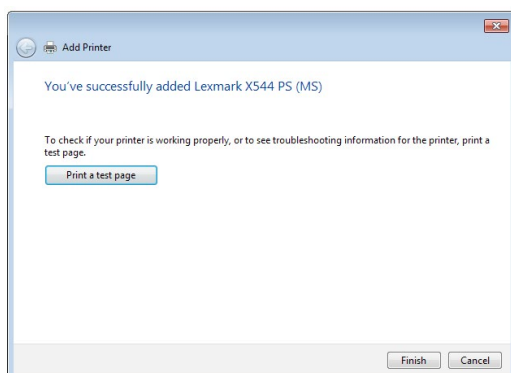 Add Printer
You've successfully added Lexmark X544 PS (MS)
To check if your printer is working properly, or to see troubleshooting information for the printer, print a
test page.
Print a test page
Finish
Cancel